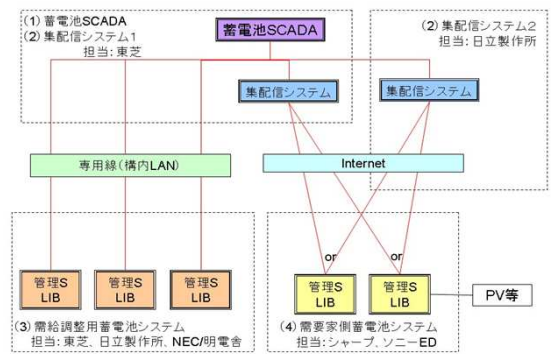 (1) 蓄電池SCADA
(2) 集配信システム1
担当：東芝
蓄電池SCADA
(2) 集配信システム2
担当：日立製作所
集配信システム
集配信システム
専用線（構内LAN）
Internet
or
or
管理S
LIB
管理S
LIB
管理S
LIB
管理S
LIB
管理S
LIB
PV等
(3) 需給調整用蓄電池システム
担当：東芝、日立製作所、NEC/明電舎
(4) 需要家側蓄電池システム
担当：シャープ、ソニーED